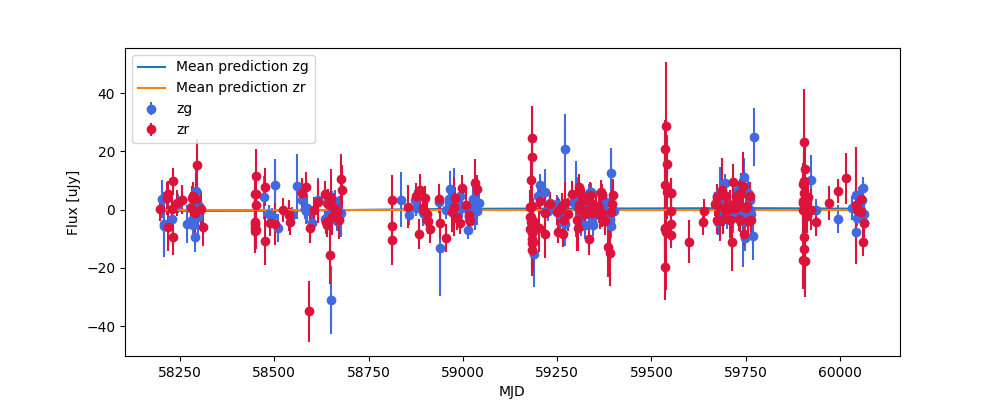 Mean prediction zg
Mean prediction zr
zg
zr
Flux [uJy]
40
20
0
−20
−40
58250
58500
58750
59000
59250
59500
59750
60000
MJD